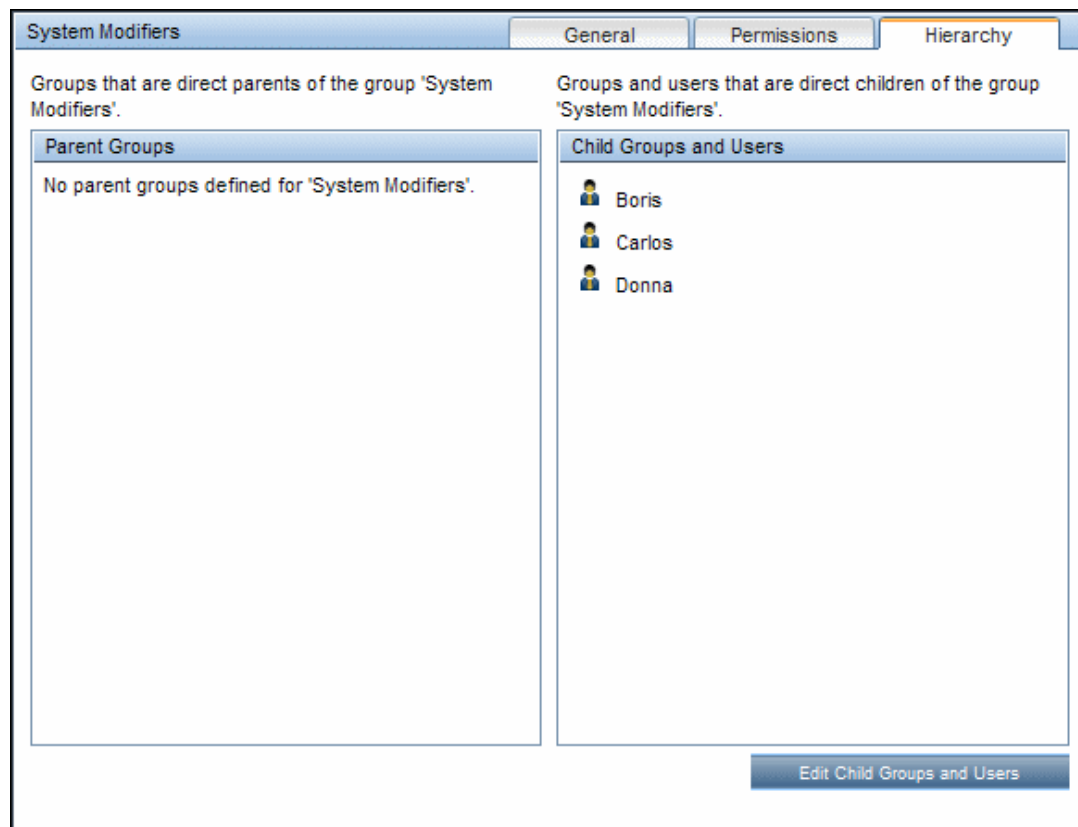 System Modifiers
General
Permissions
Hierarchy
Groups that are direct parents of the group 'System
Modifiers'.
Parent Groups
No parent groups defined for 'System Modifiers'.
Groups and users that are direct children of the group
'System Modifiers'.
Child Groups and Users
Boris
Carlos
Donna
Edit Child Groups and Users